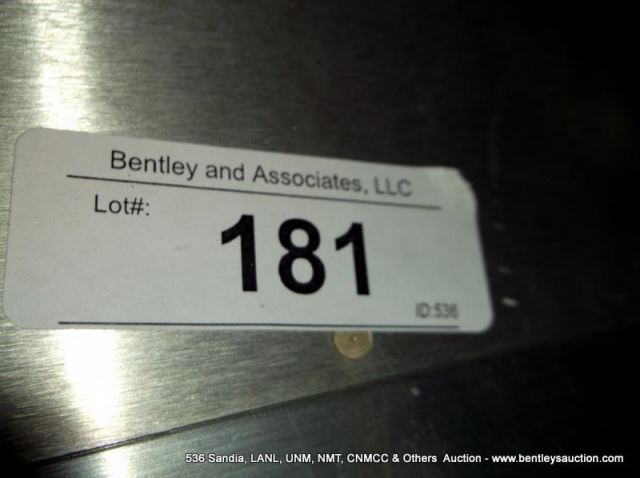 Bentley and Associates, LLC
Lot#:
181
ID:536
536 Sandia, LANL, UNM, NMT, CNMCC & Others Auction - www.bentleysauction.com